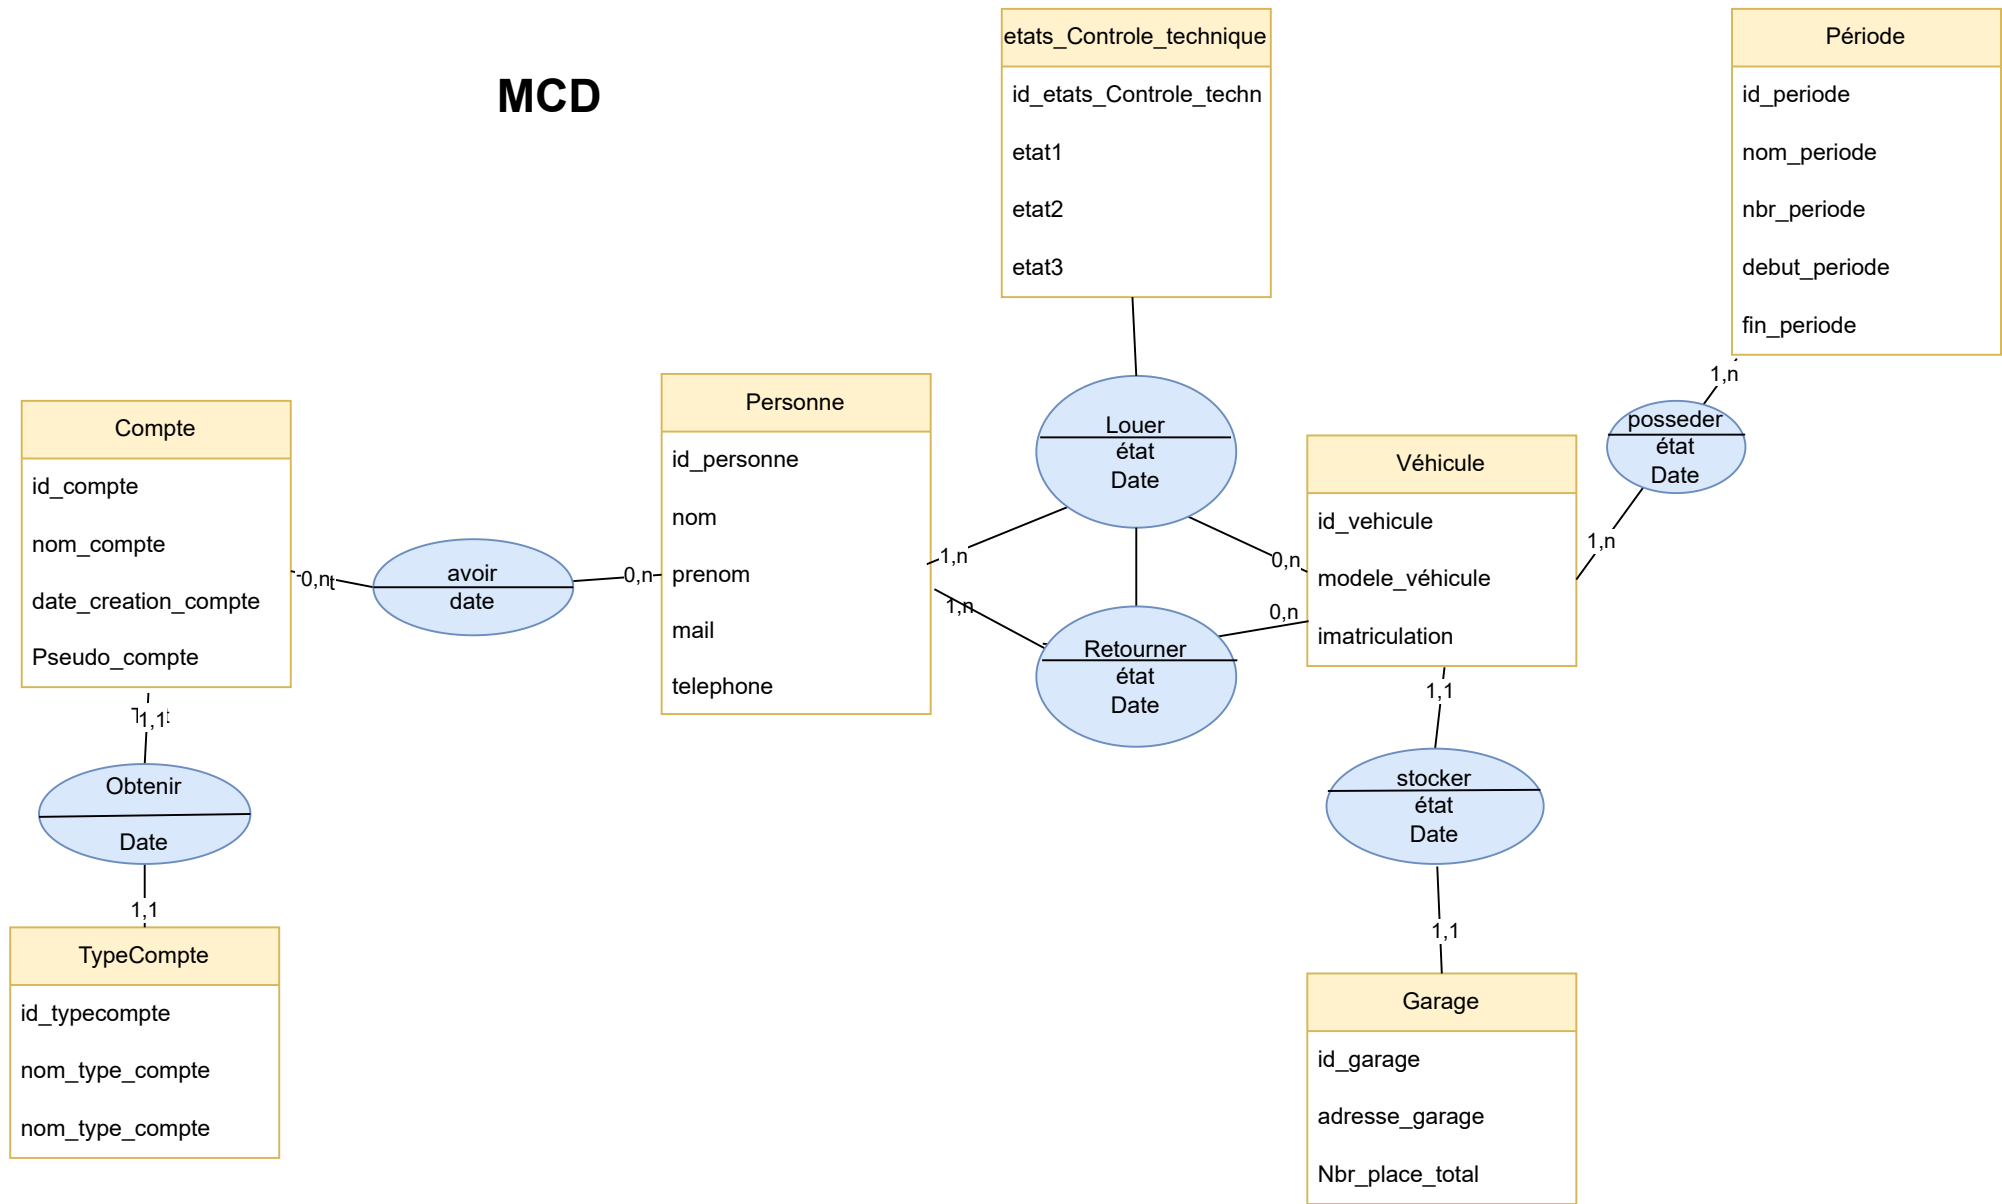 MCD
etats_Controle_technique
id_etats_Controle_techn
etat1
etat2
etat3
Période
id_periode
nom_periode
nbr_periode
debut_periode
fin_periode
1,n
posseder
état
Date
1,n
Compte
id_compte
nom_compte
date_creation_compte
Pseudo_compte
0,n
avoir
date
0,n
Personne
id_personne
nom
prenom
mail
telephone
1,n
1,n
Louer
état
Date
0,n
Retourner
état
Date
0,n
Véhicule
id_vehicule
modele_véhicule
imatriculation
1,1
stocker
état
Date
1,1
Garage
id_garage
adresse_garage
Nbr_place_total
1,1
Obtenir
Date
1,1
TypeCompte
id_typecompte
nom_type_compte
nom_type_compte